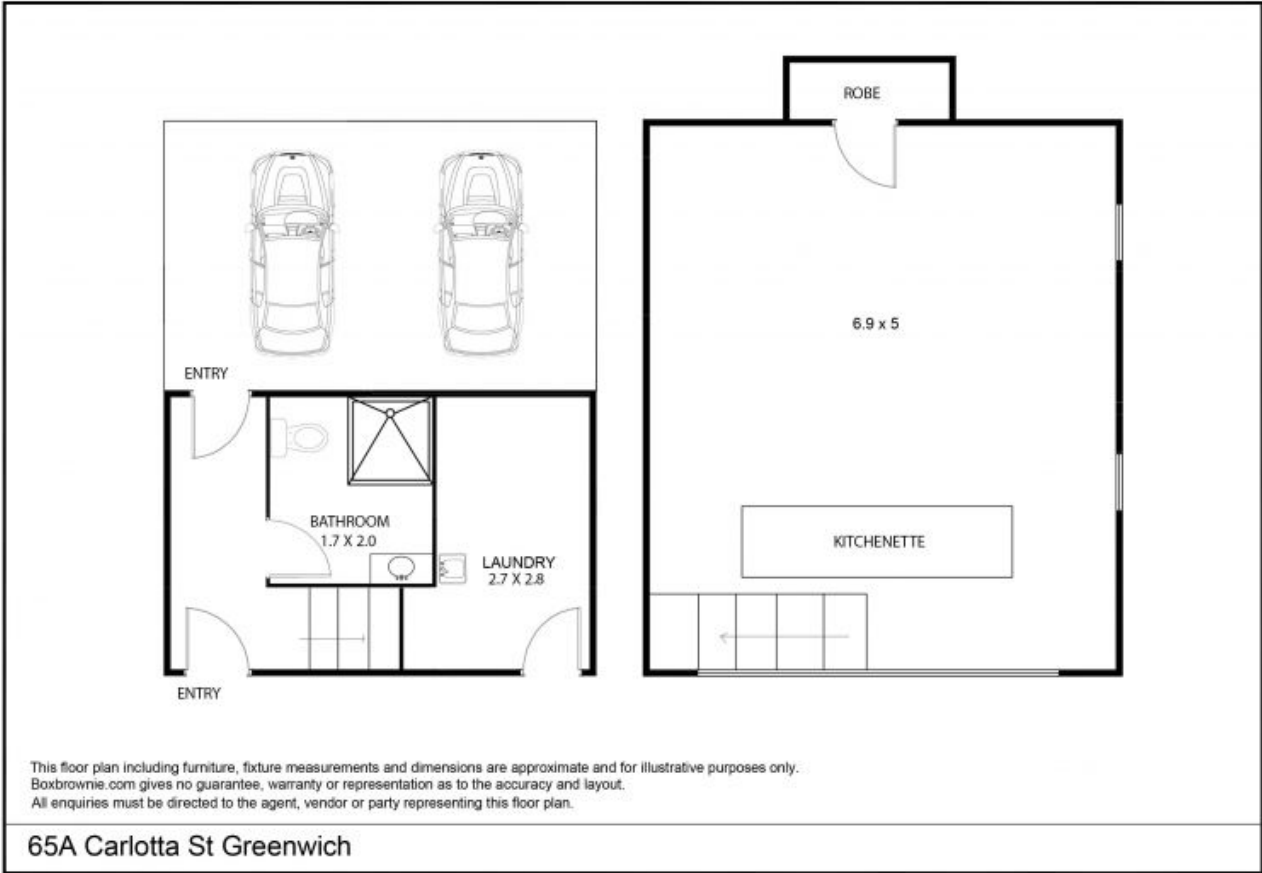 ROBE
6.9 x 5
ENTRY
BATHROOM
1.7 X 2.0
LAUNDRY
2.7 X 2.8
KITCHENETTE
ENTRY
This floor plan including furniture, fixture measurements and dimensions are approximate and for illustrative purposes only.
Boxbrownie.com gives no guarantee, warranty or representation as to the accuracy and layout.
All enquiries must be directed to the agent, vendor or party representing this floor plan.
65A Carlotta St Greenwich